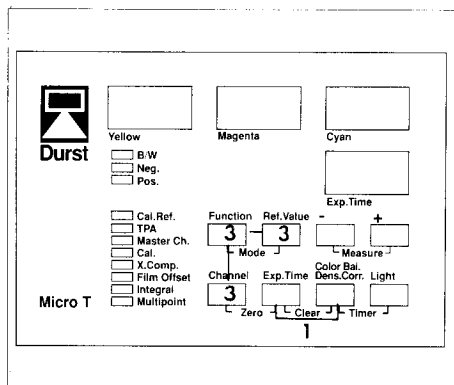 Yellow Magenta Cyan
Durst
B/W
Neg.
Pos.
Exp.Time
Cal.Ref. Function Ref.Value - +
TPA 3 3
Master Ch. Mode Measure
Cal.
X.Comp. Channel Exp.Time Color Bal. Dens.Corr. Light
Film Offset 3
Integral
Micro T Multipoint Zero Clear Timer
1